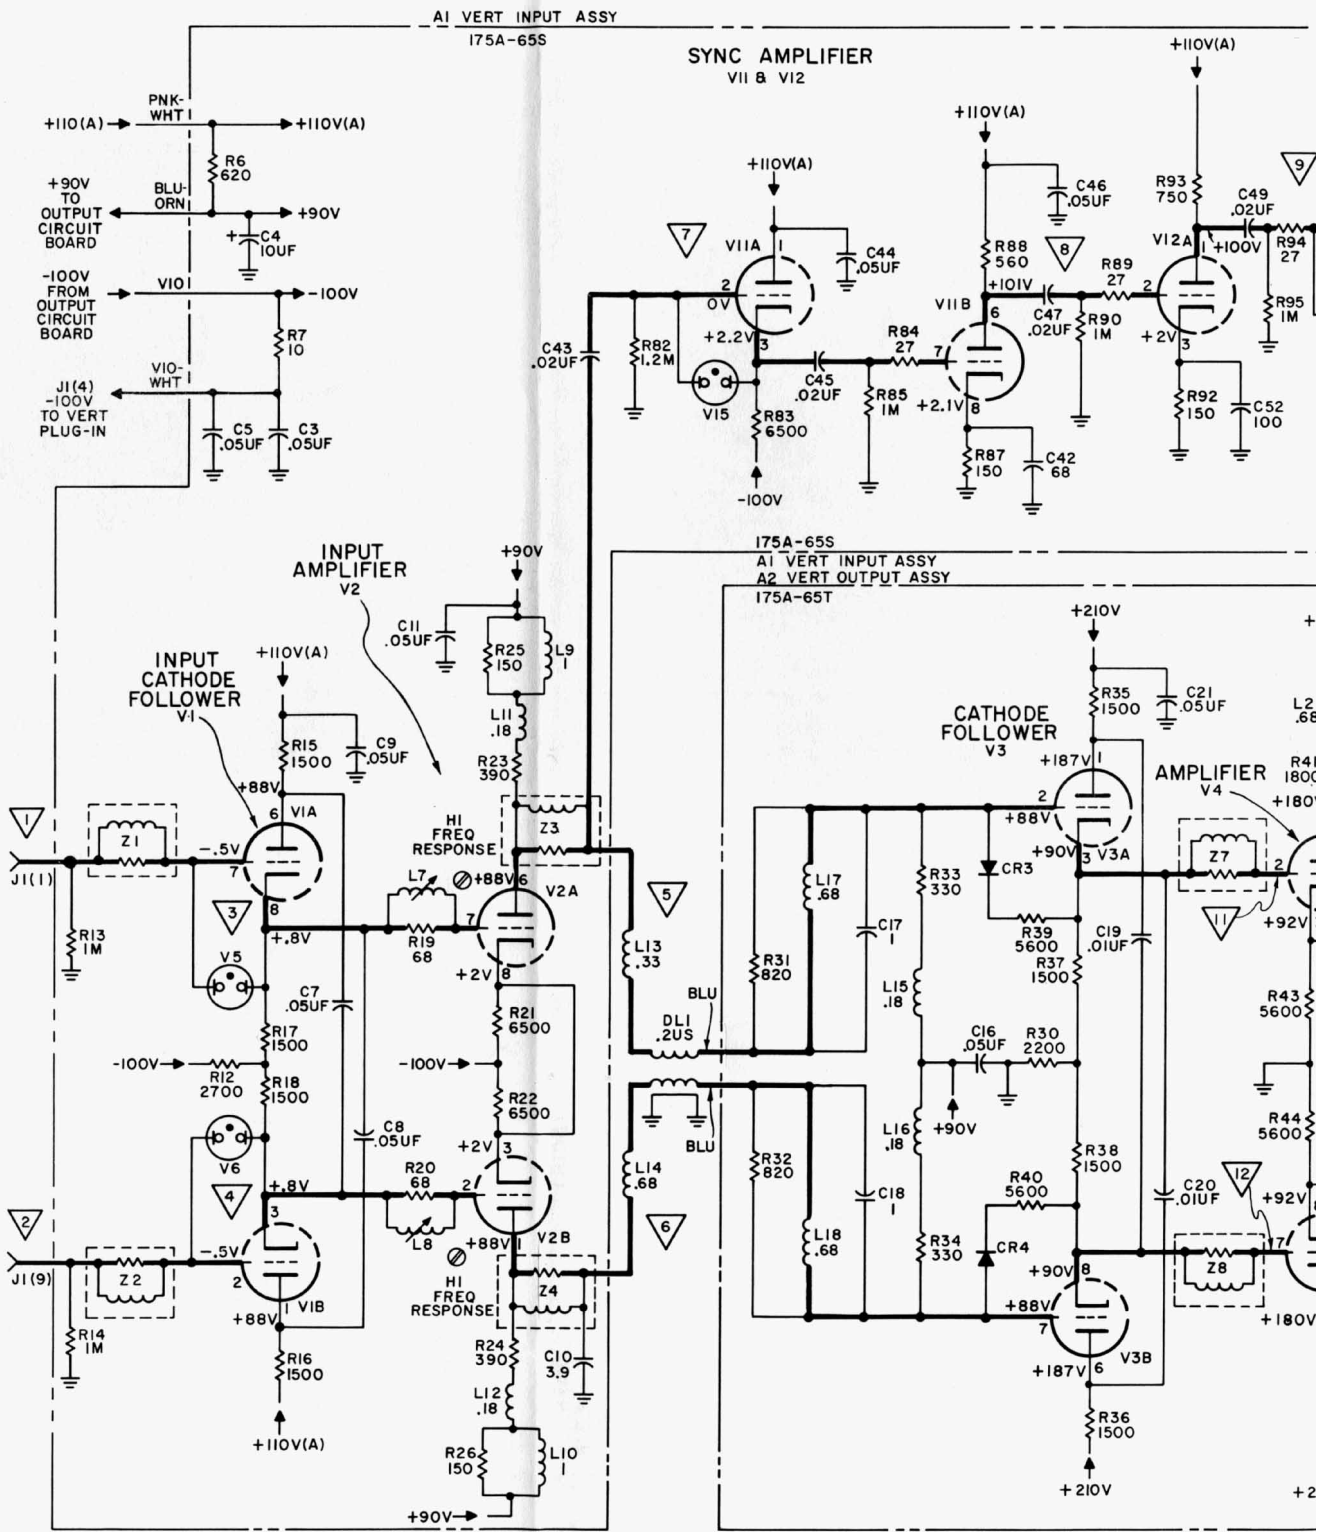 A1 VERT INPUT ASSY
175A-65S
SYNC AMPLIFIER
V11 & V12
+110V(A)
PNK-
WHT
+110(A)
+110V(A)
R6
620
+90V
TO
OUTPUT
CIRCUIT
BOARD
BLU-
ORN
+90V
+
C4
10UF
-100V
FROM
OUTPUT
CIRCUIT
BOARD
VIO
-100V
R7
10
VIO-
WHT
J1(4)
-100V
TO VERT
PLUG-IN
C5
.05UF
C3
.05UF
+110V(A)
7
V11A
1
C44
.05UF
2
0V
+2.2V
3
C43
.02UF
R82
1.2M
V15
R83
6500
-100V
C45
.02UF
R84
27
R85
1M
+110V(A)
C46
.05UF
R88
560
8
+101V
V11B
6
7
+2.1V
8
C47
.02UF
R89
27
R90
1M
R87
150
C42
68
R93
750
V12A
1
+100V
C49
.02UF
9
R94
27
R95
1M
2
+2V
3
R92
150
C52
100
175A-65S
A1 VERT INPUT ASSY
A2 VERT OUTPUT ASSY
175A-65T
INPUT
AMPLIFIER
V2
+90V
C11
.05UF
R25
150
L9
1
L11
.18
R23
390
INPUT
CATHODE
FOLLOWER
V1
+110V(A)
R15
1500
C9
.05UF
+88V
6
V1A
1
J1(1)
Z1
-.5V
7
8
R13
1M
3
+.8V
V5
C7
.05UF
R17
1500
-100V
R12
2700
R18
1500
V6
C8
.05UF
4
+.8V
3
2
J1(9)
Z2
-.5V
2
V1B
1
+88V
R14
1M
R16
1500
+110V(A)
HI
FREQ
RESPONSE
Z3
L7
+88V
6
V2A
7
R19
68
+2V
8
R21
6500
-100V
R22
6500
+2V
3
R20
68
2
L8
+88V
1
V2B
HI
FREQ
RESPONSE
Z4
R24
390
C10
3.9
L12
.18
R26
150
L10
1
+90V
5
L13
.33
DL1
.2US
BLU
BLU
L14
.68
6
CATHODE
FOLLOWER
V3
+210V
R35
1500
C21
.05UF
+187V
1
2
+88V
+90V
3
V3A
AMPLIFIER
V4
L17
.68
R33
330
CR3
R39
5600
R37
1500
C19
.01UF
C17
1
R31
820
L15
.18
C16
.05UF
R30
2200
+90V
L16
.18
R32
820
C18
1
L18
.68
R34
330
R38
1500
R40
5600
CR4
C20
.01UF
+90V
8
+88V
7
V3B
+187V
6
R36
1500
+210V
Z7
2
11
+92V
R43
5600
R44
5600
12
+92V
Z8
7
+180V
+
L2
.68
R41
1800
+180V
+2